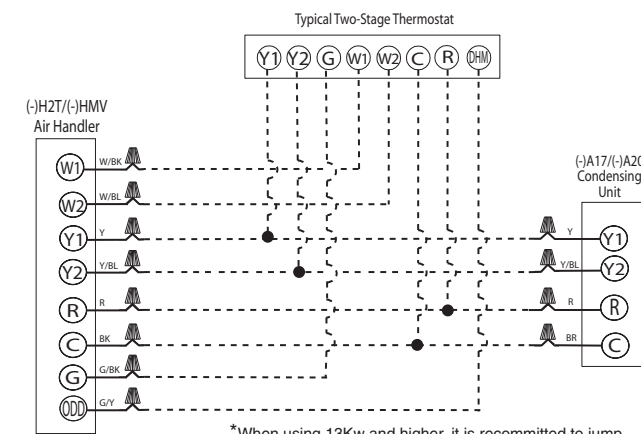 Typical Two-Stage Thermostat
Y1 Y2 G W1 W2 C R DHM
(-)H2T/(-)HMV
Air Handler
(-)A17/(-)A20
Condensing
Unit
W1 W/BK
W2 W/BL
Y1 Y Y Y1
Y2 Y/BL Y/BL Y2
R R R R
C BK BR C
G G/BK
ODD G/Y
*When using 13Kw and higher, it is recommitted to jump